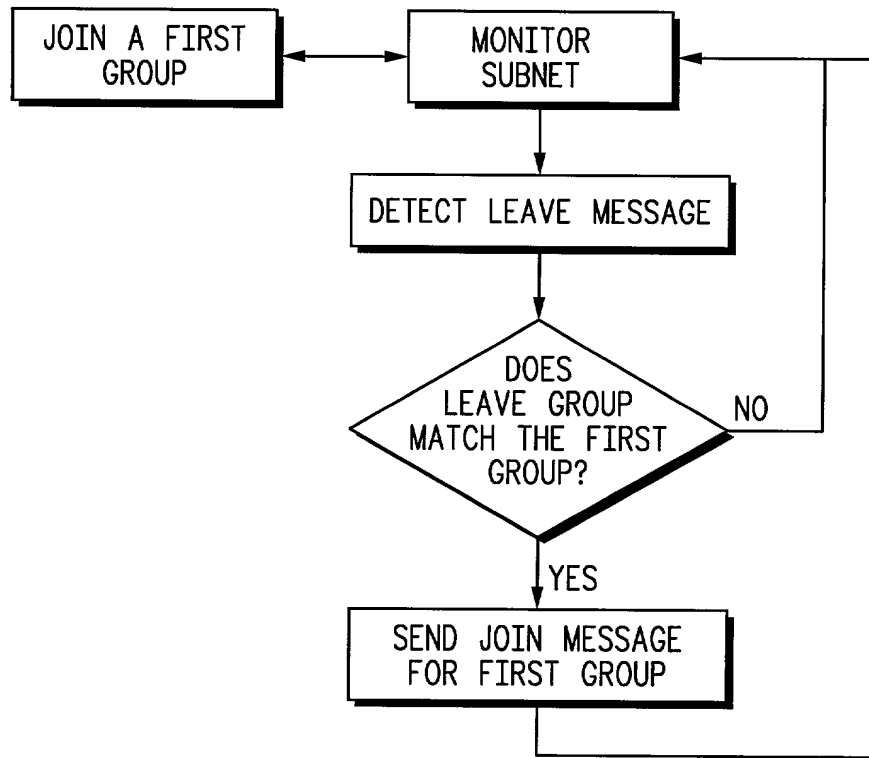 JOIN A FIRST
GROUP
MONITOR
SUBNET
DETECT LEAVE MESSAGE
DOES
LEAVE GROUP
MATCH THE FIRST
GROUP?
NO
YES
SEND JOIN MESSAGE
FOR FIRST GROUP